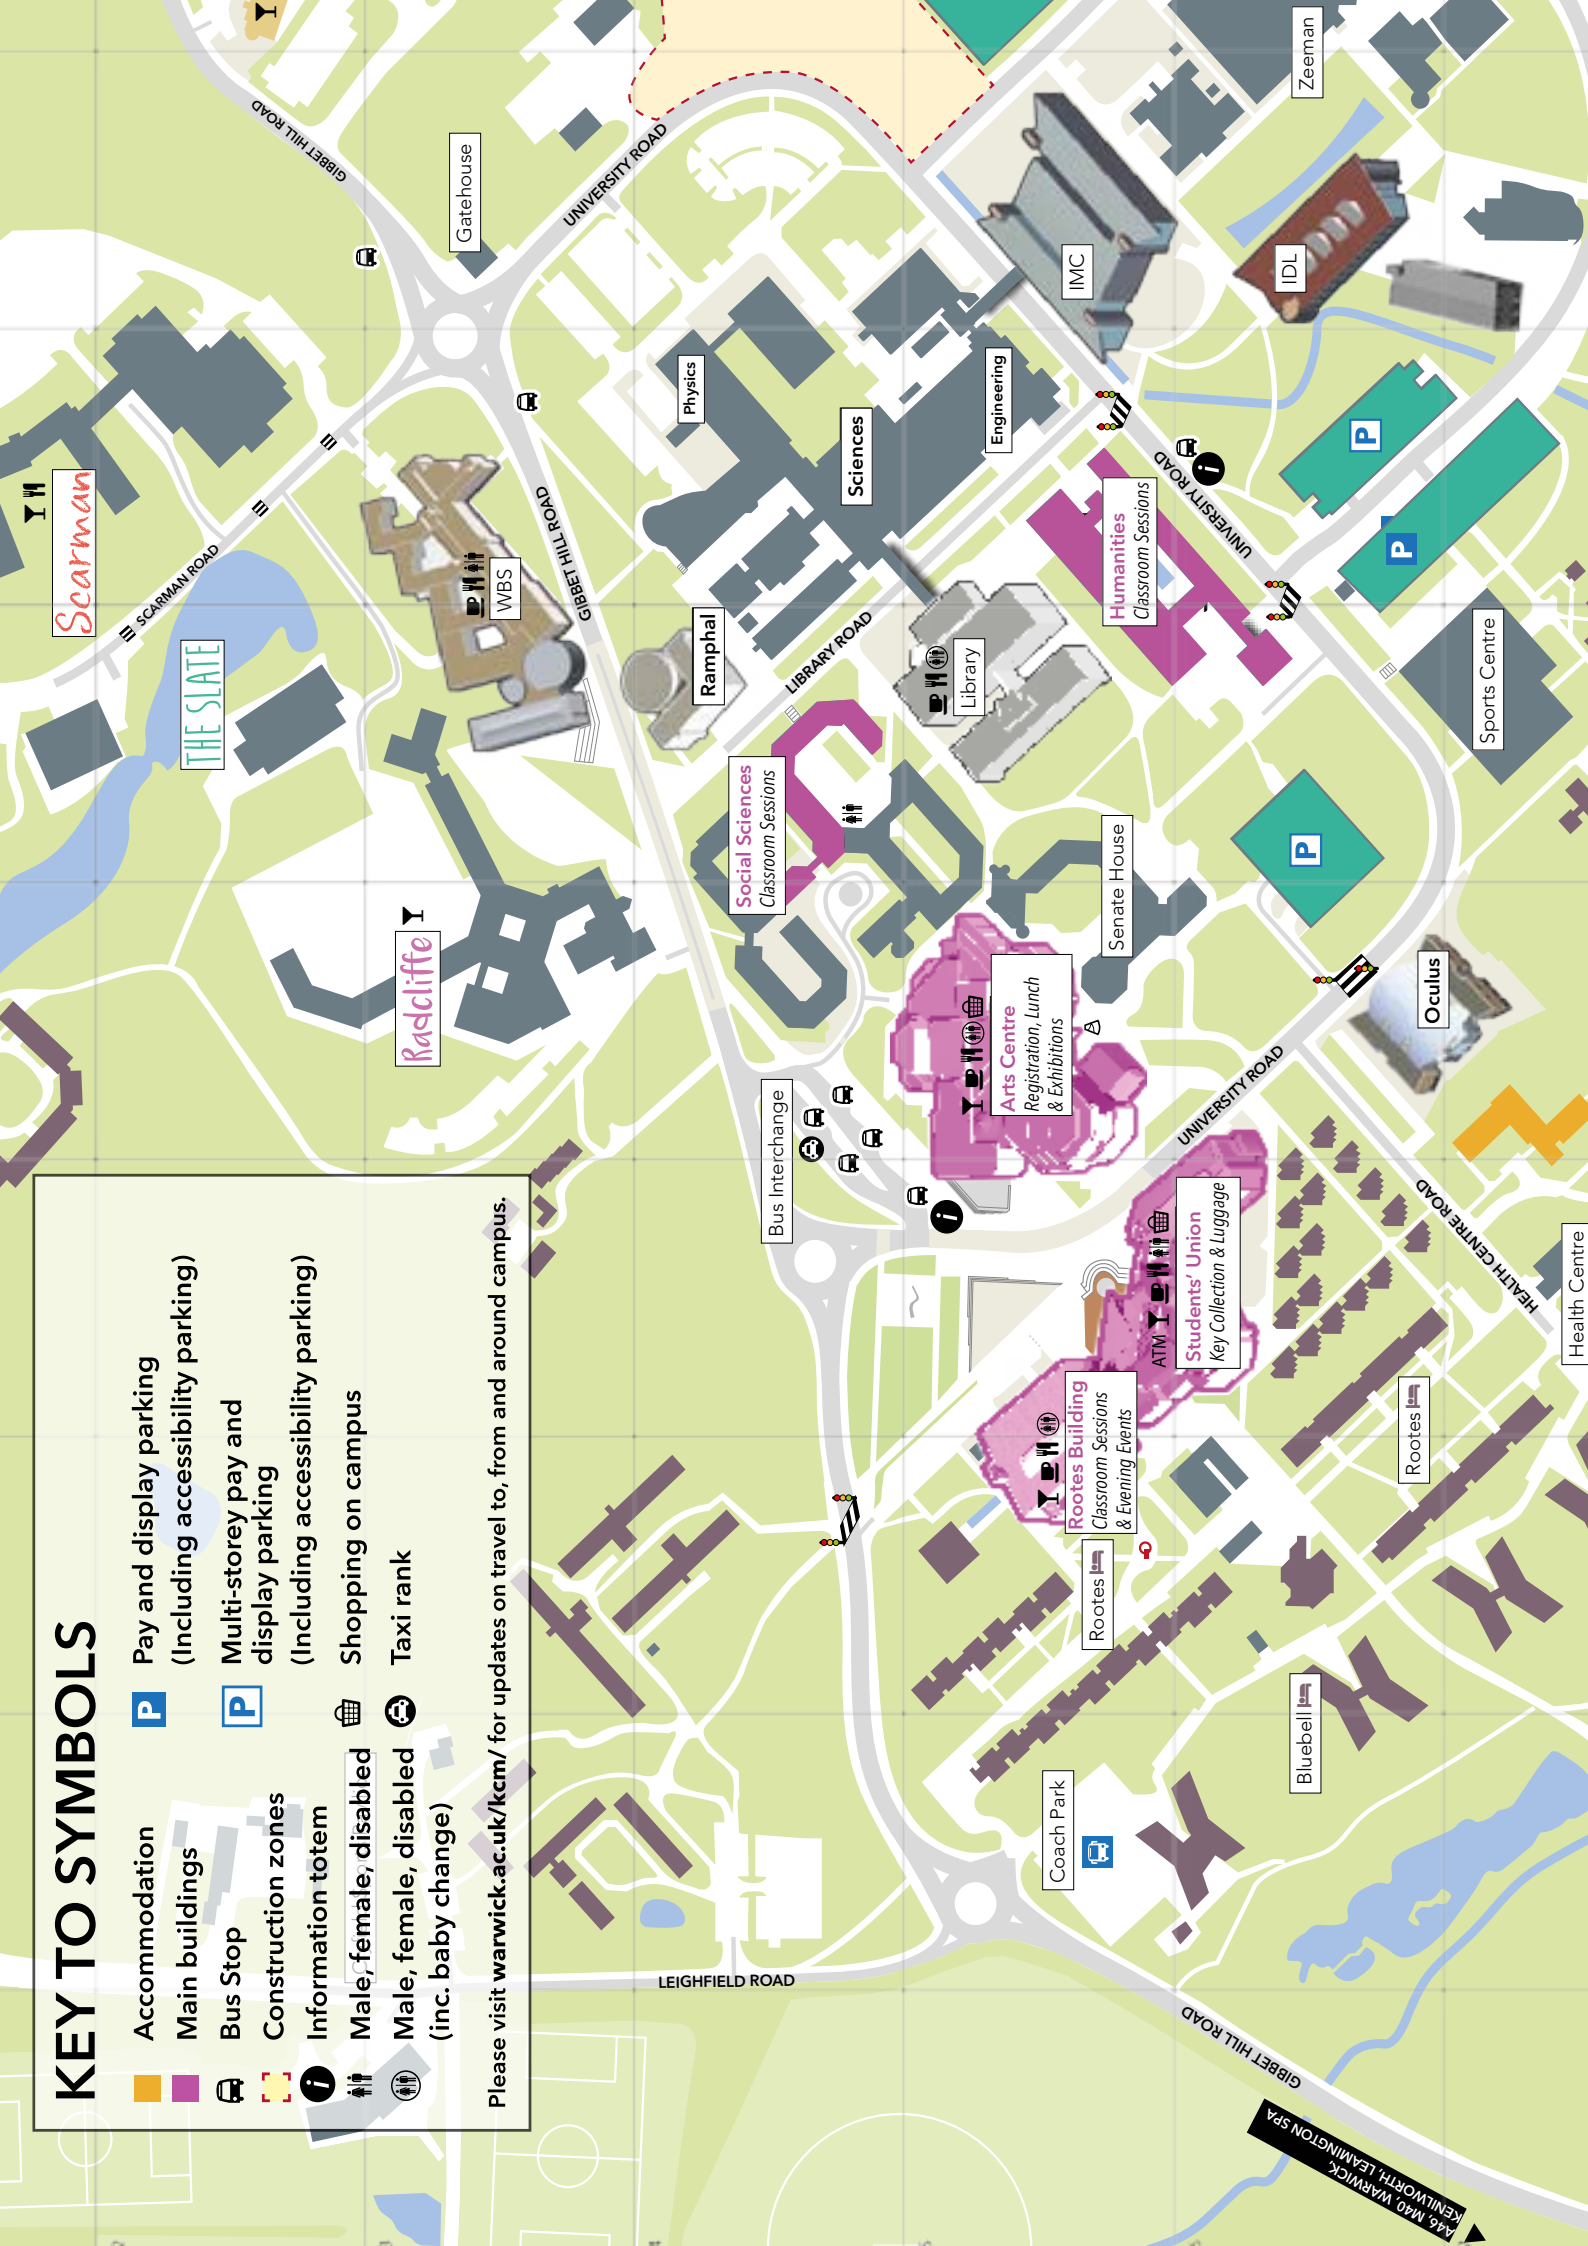 KEY TO SYMBOLS
Accommodation
Main buildings
Bus Stop
Construction zones
Information totem
Male, female, disabled
Male, female, disabled
(inc. baby change)
P
Pay and display parking
(Including accessibility parking)
P
Multi-storey pay and
display parking
(Including accessibility parking)
Shopping on campus
Taxi rank
Please visit warwick.ac.uk/kcm/ for updates on travel to, from and around campus.
Scarman
THE SLATE
SCARMAN ROAD
Radcliffe
WBS
Gatehouse
GIBBET HILL ROAD
GIBBET HILL ROAD
UNIVERSITY ROAD
Physics
Sciences
Engineering
Ramphal
LIBRARY ROAD
Library
Social Sciences
Classroom Sessions
Humanities
Classroom Sessions
UNIVERSITY ROAD
IMC
IDL
Zeeman
P
P
P
Sports Centre
Senate House
Oculus
Arts Centre
Registration, Lunch
& Exhibitions
Bus Interchange
UNIVERSITY ROAD
Students' Union
Key Collection & Luggage
ATM
Rootes Building
Classroom Sessions
& Evening Events
HEALTH CENTRE ROAD
Health Centre
Rootes
Rootes
Bluebell
Coach Park
LEIGHFIELD ROAD
GIBBET HILL ROAD
A46, M40, WARWICK,
KENILWORTH, LEAMINGTON SPA